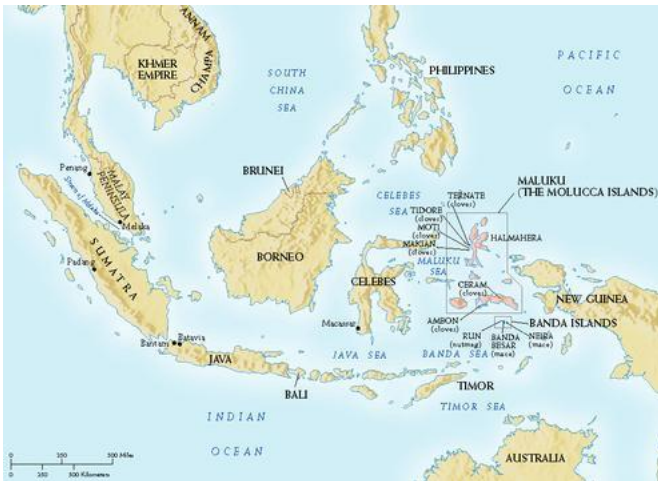 ANNAM
CHAMPA
KHMER
EMPIRE
SOUTH
CHINA
SEA
PHILIPPINES
PACIFIC
OCEAN
Penang
MALAY
PENINSULA
Straits of Melaka
Melaka
BRUNEI
CELEBES
SEA
TERNATE
(cloves)
TIDORE
(cloves)
MOTI
(cloves)
MAKIAN
(cloves)
MALUKU
(THE MOLUCCA ISLANDS)
HALMAHERA
MALUKU
SEA
Padang
SUMATRA
BORNEO
CELEBES
CERAM
(cloves)
NEW GUINEA
AMBON
(cloves)
BANDA ISLANDS
Macassar
RUN
(nutmeg)
BANDA
BESAR
(mace)
NEIRA
(mace)
Bantam
Batavia
JAVA
JAVA SEA
BANDA SEA
BALI
TIMOR
TIMOR SEA
INDIAN
OCEAN
AUSTRALIA
0 250 500 Miles
0 250 500 Kilometers